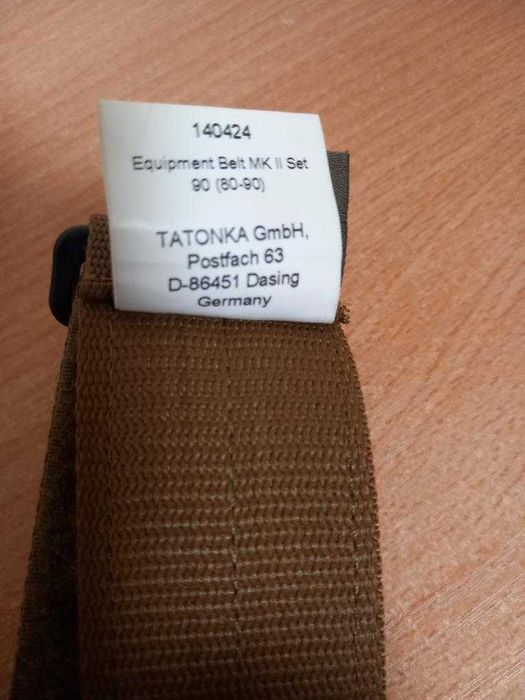 140424
Equipment Belt MK II Set
90 (80-90)
TATONKA GmbH,
Postfach 63
D-86451 Dasing
Germany